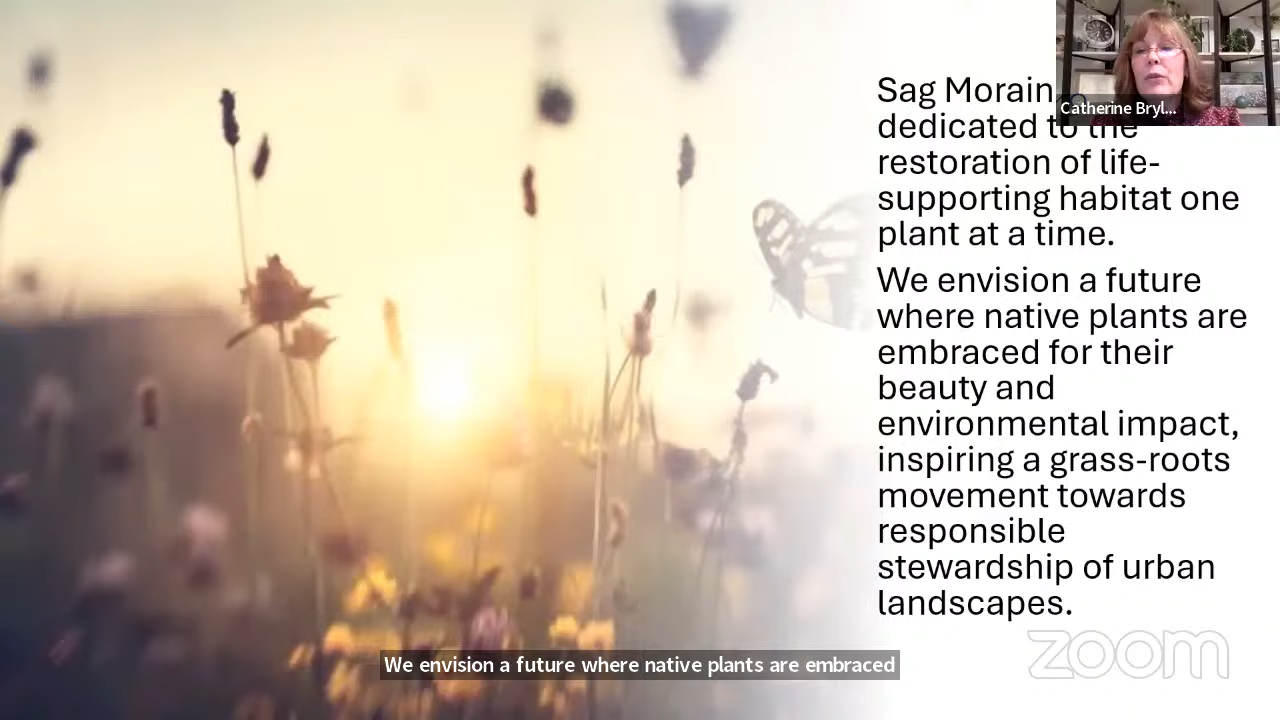 Sag Morain
dedicated to the
restoration of life-
supporting habitat one
plant at a time.
We envision a future
where native plants are
embraced for their
beauty and
environmental impact,
inspiring a grass-roots
movement towards
responsible
stewardship of urban
landscapes.
Catherine Bryl...
We envision a future where native plants are embraced
zoom